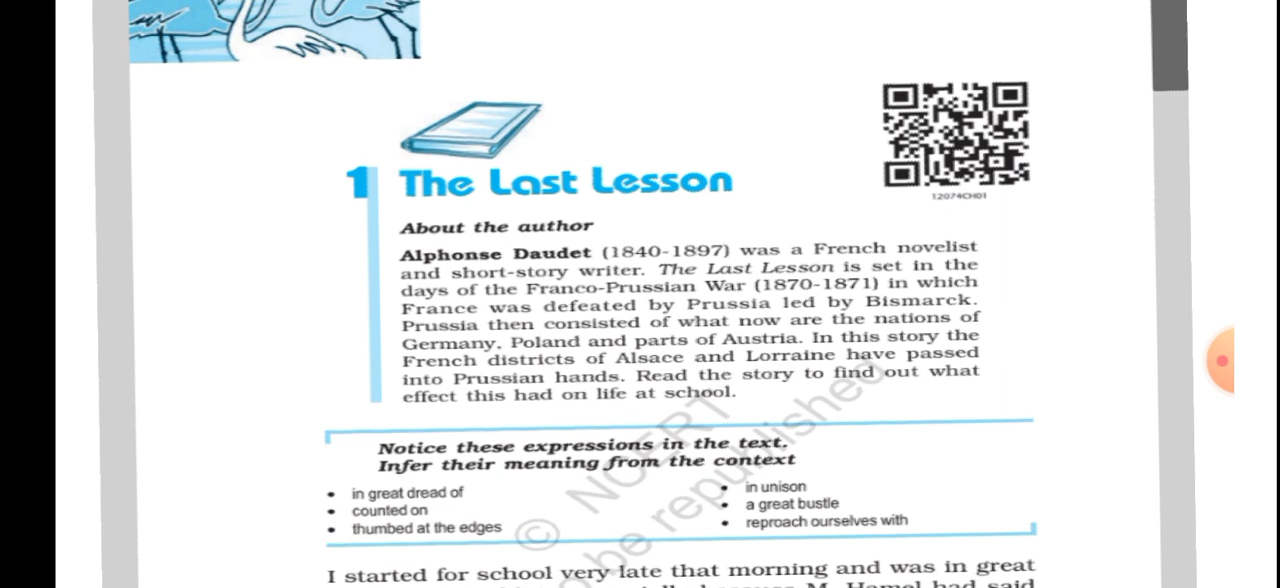 12074CH01
1 The Last Lesson
About the author
Alphonse Daudet (1840-1897) was a French novelist
and short-story writer. The Last Lesson is set in the
days of the Franco-Prussian War (1870-1871) in which
France was defeated by Prussia led by Bismarck.
Prussia then consisted of what now are the nations of
Germany, Poland and parts of Austria. In this story the
French districts of Alsace and Lorraine have passed
into Prussian hands. Read the story to find out what
effect this had on life at school.
Notice these expressions in the text.
Infer their meaning from the context
• in great dread of
• counted on
• thumbed at the edges
• in unison
• a great bustle
• reproach ourselves with
© NCERT
be republished
I started for school very late that morning and was in great
M. Hamel had said